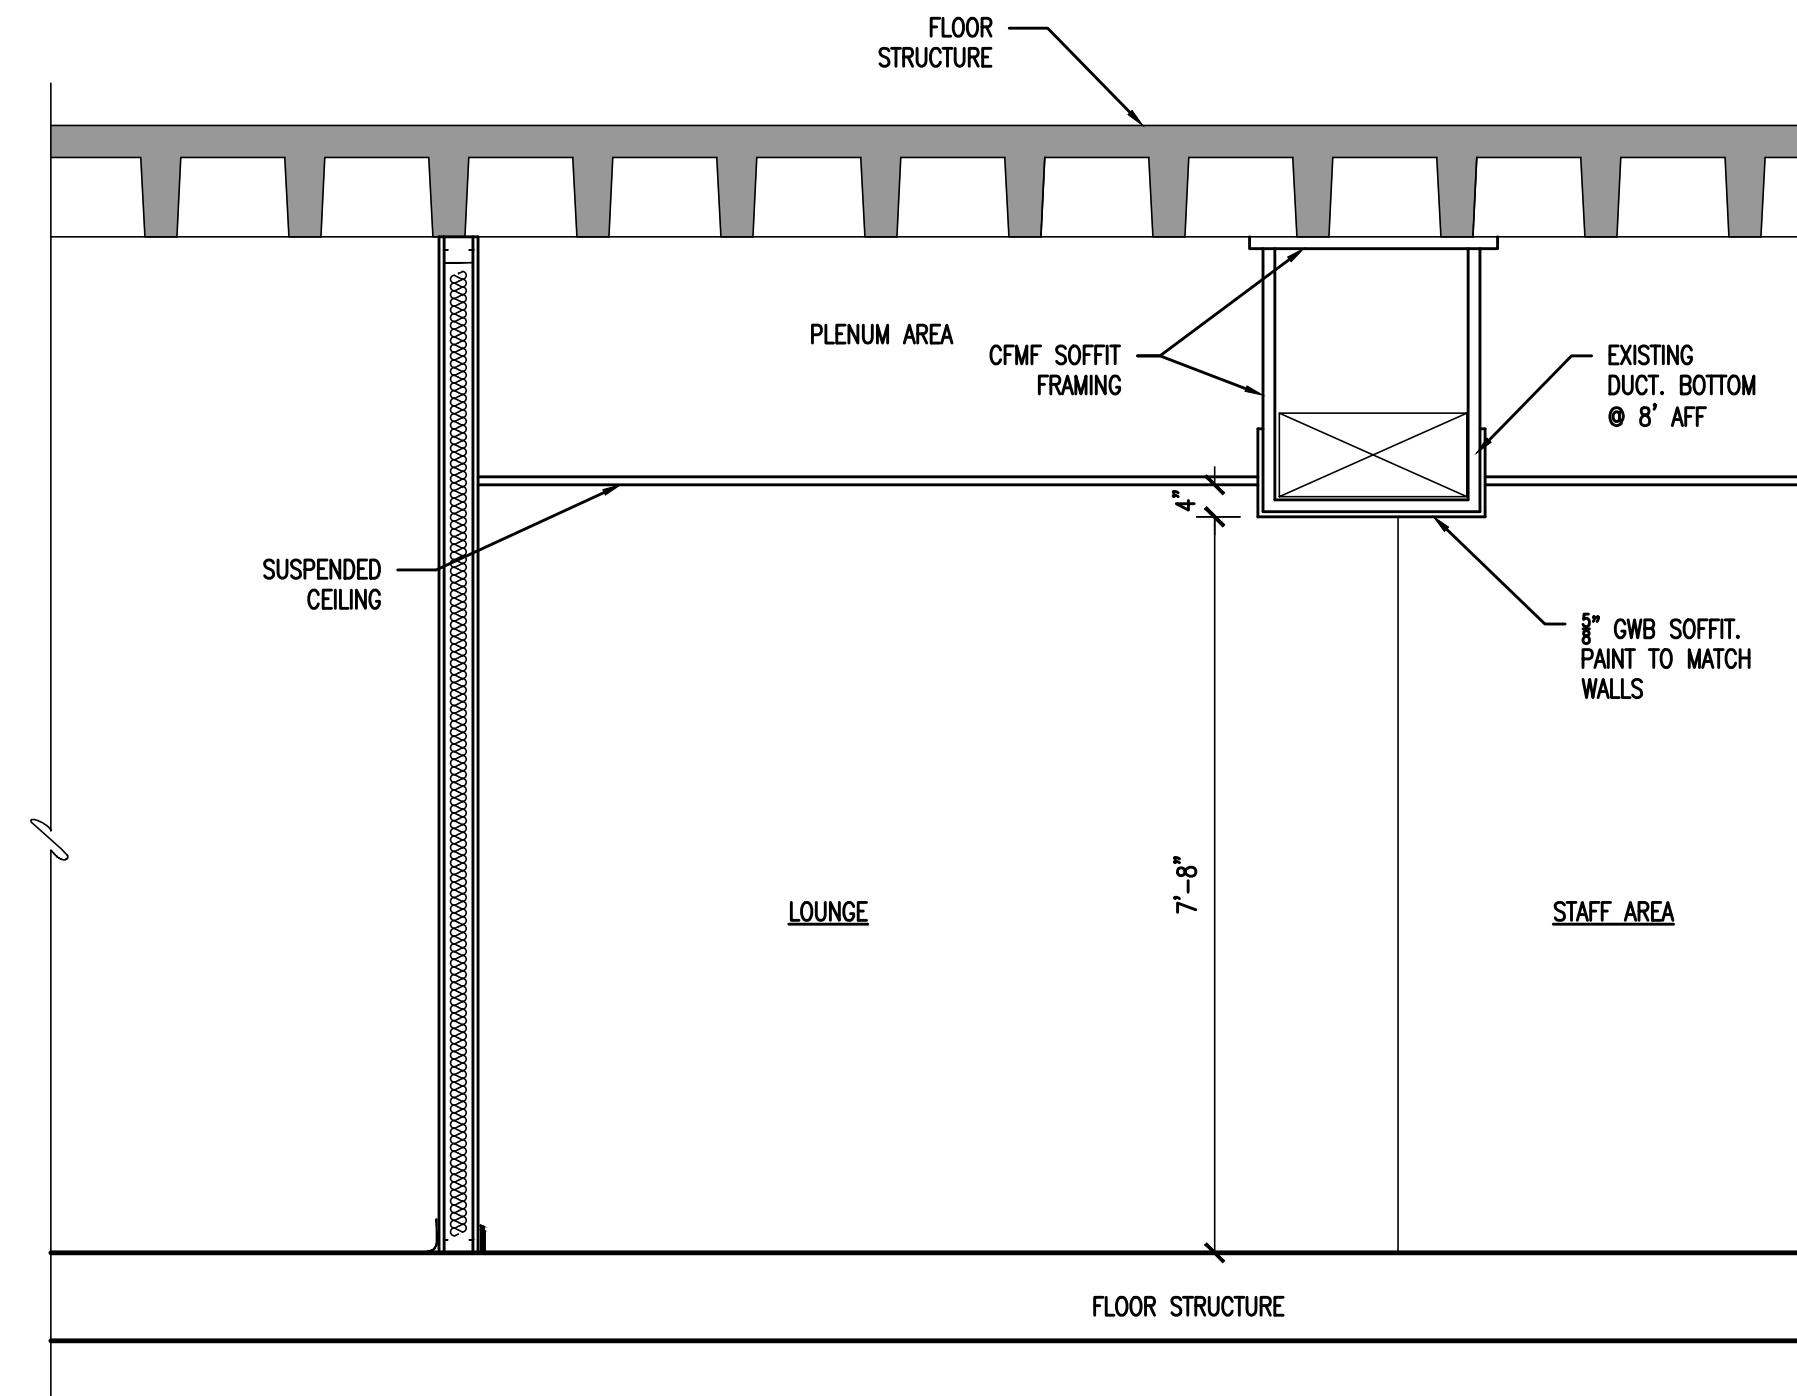 FLOOR
STRUCTURE
PLENUM AREA
CFMF SOFFIT
FRAMING
EXISTING
DUCT. BOTTOM
@ 8' AFF
4"
SUSPENDED
CEILING
5/8" GWB SOFFIT.
PAINT TO MATCH
WALLS
7'-8"
LOUNGE
STAFF AREA
FLOOR STRUCTURE